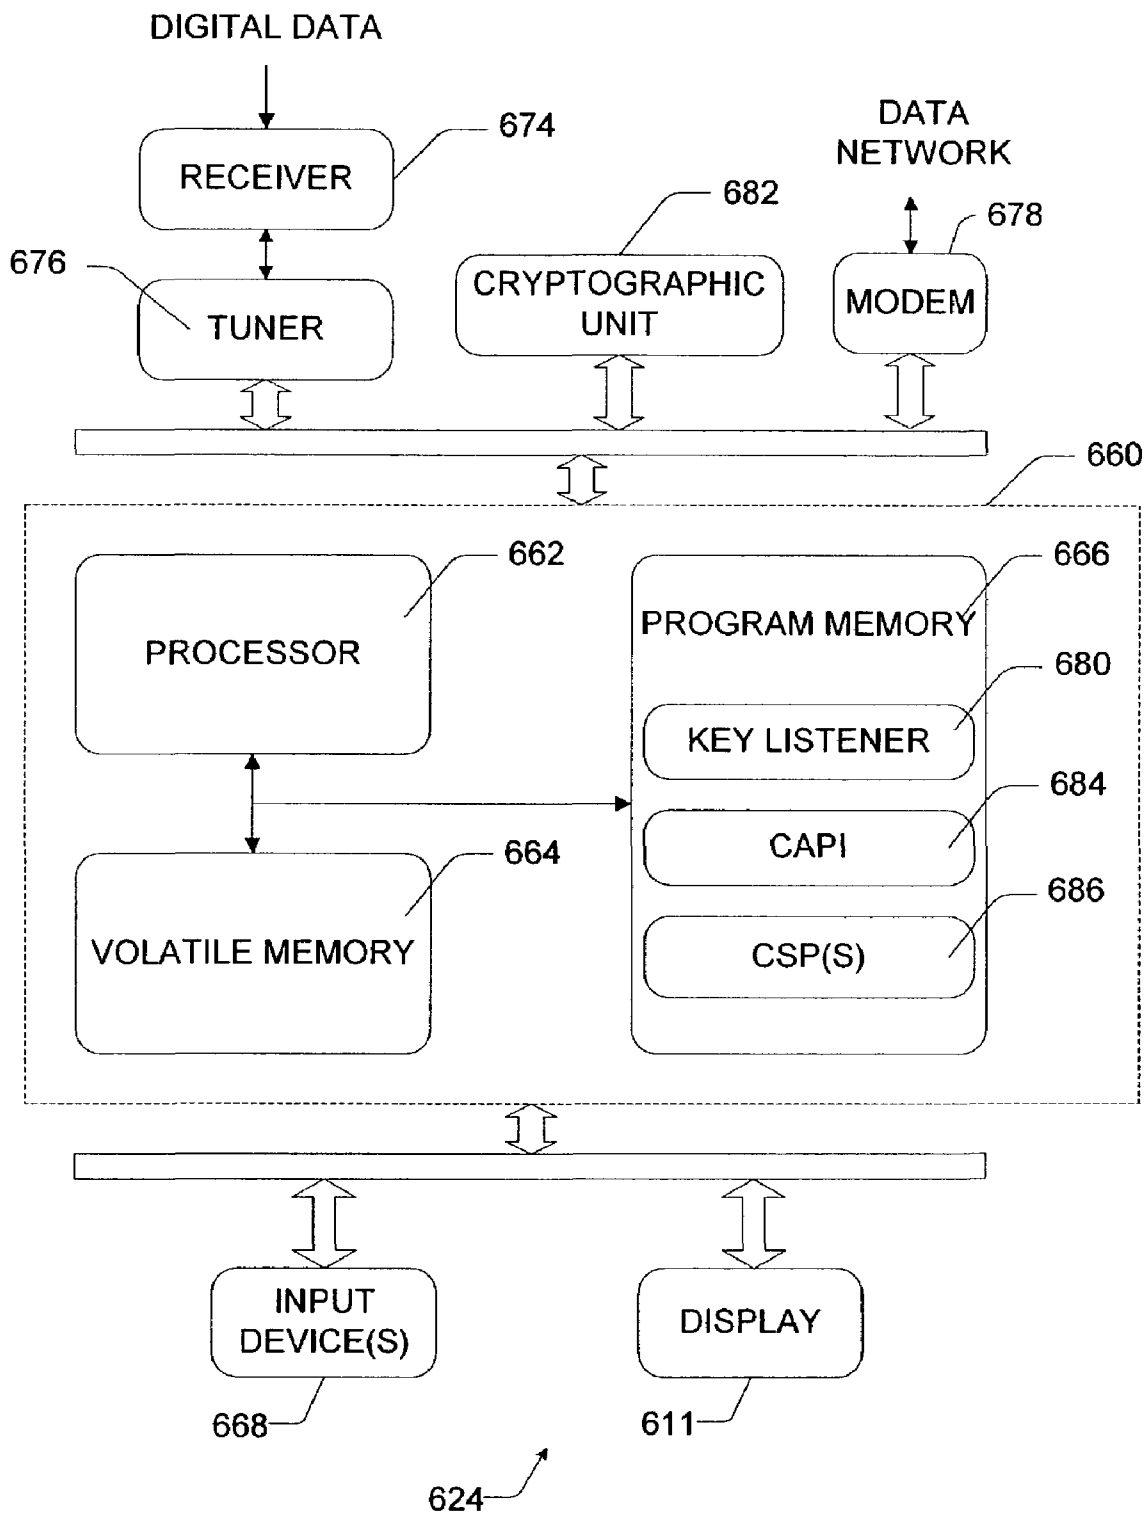 DIGITAL DATA
674
RECEIVER
DATA
NETWORK
682
678
676
TUNER
CRYPTOGRAPHIC
UNIT
MODEM
660
662
666
PROCESSOR
PROGRAM MEMORY
680
KEY LISTENER
684
CAPI
664
686
VOLATILE MEMORY
CSP(S)
INPUT
DEVICE(S)
DISPLAY
668
611
624